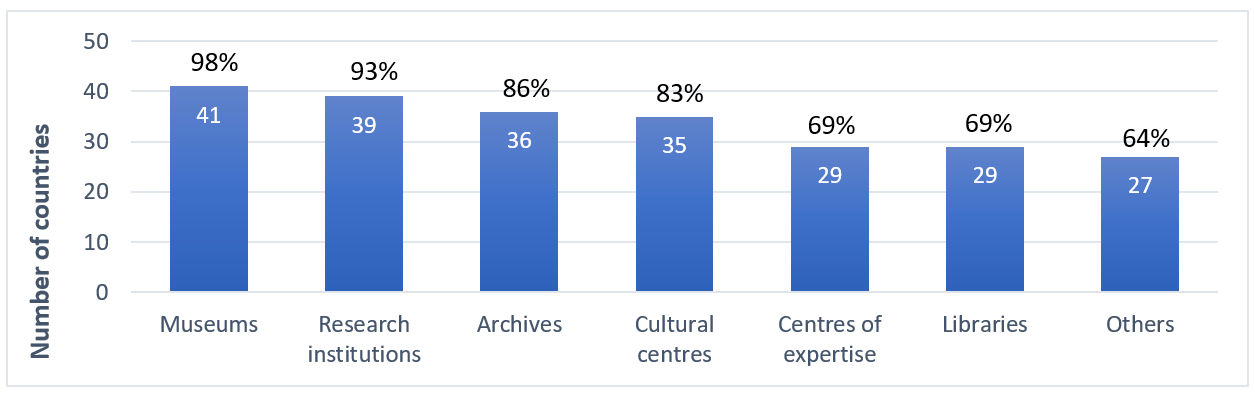 Number of countries
50
40
30
20
10
0
98%
93%
86%
83%
69%
69%
64%
41
39
36
35
29
29
27
Museums
Research
institutions
Archives
Cultural
centres
Centres of
expertise
Libraries
Others